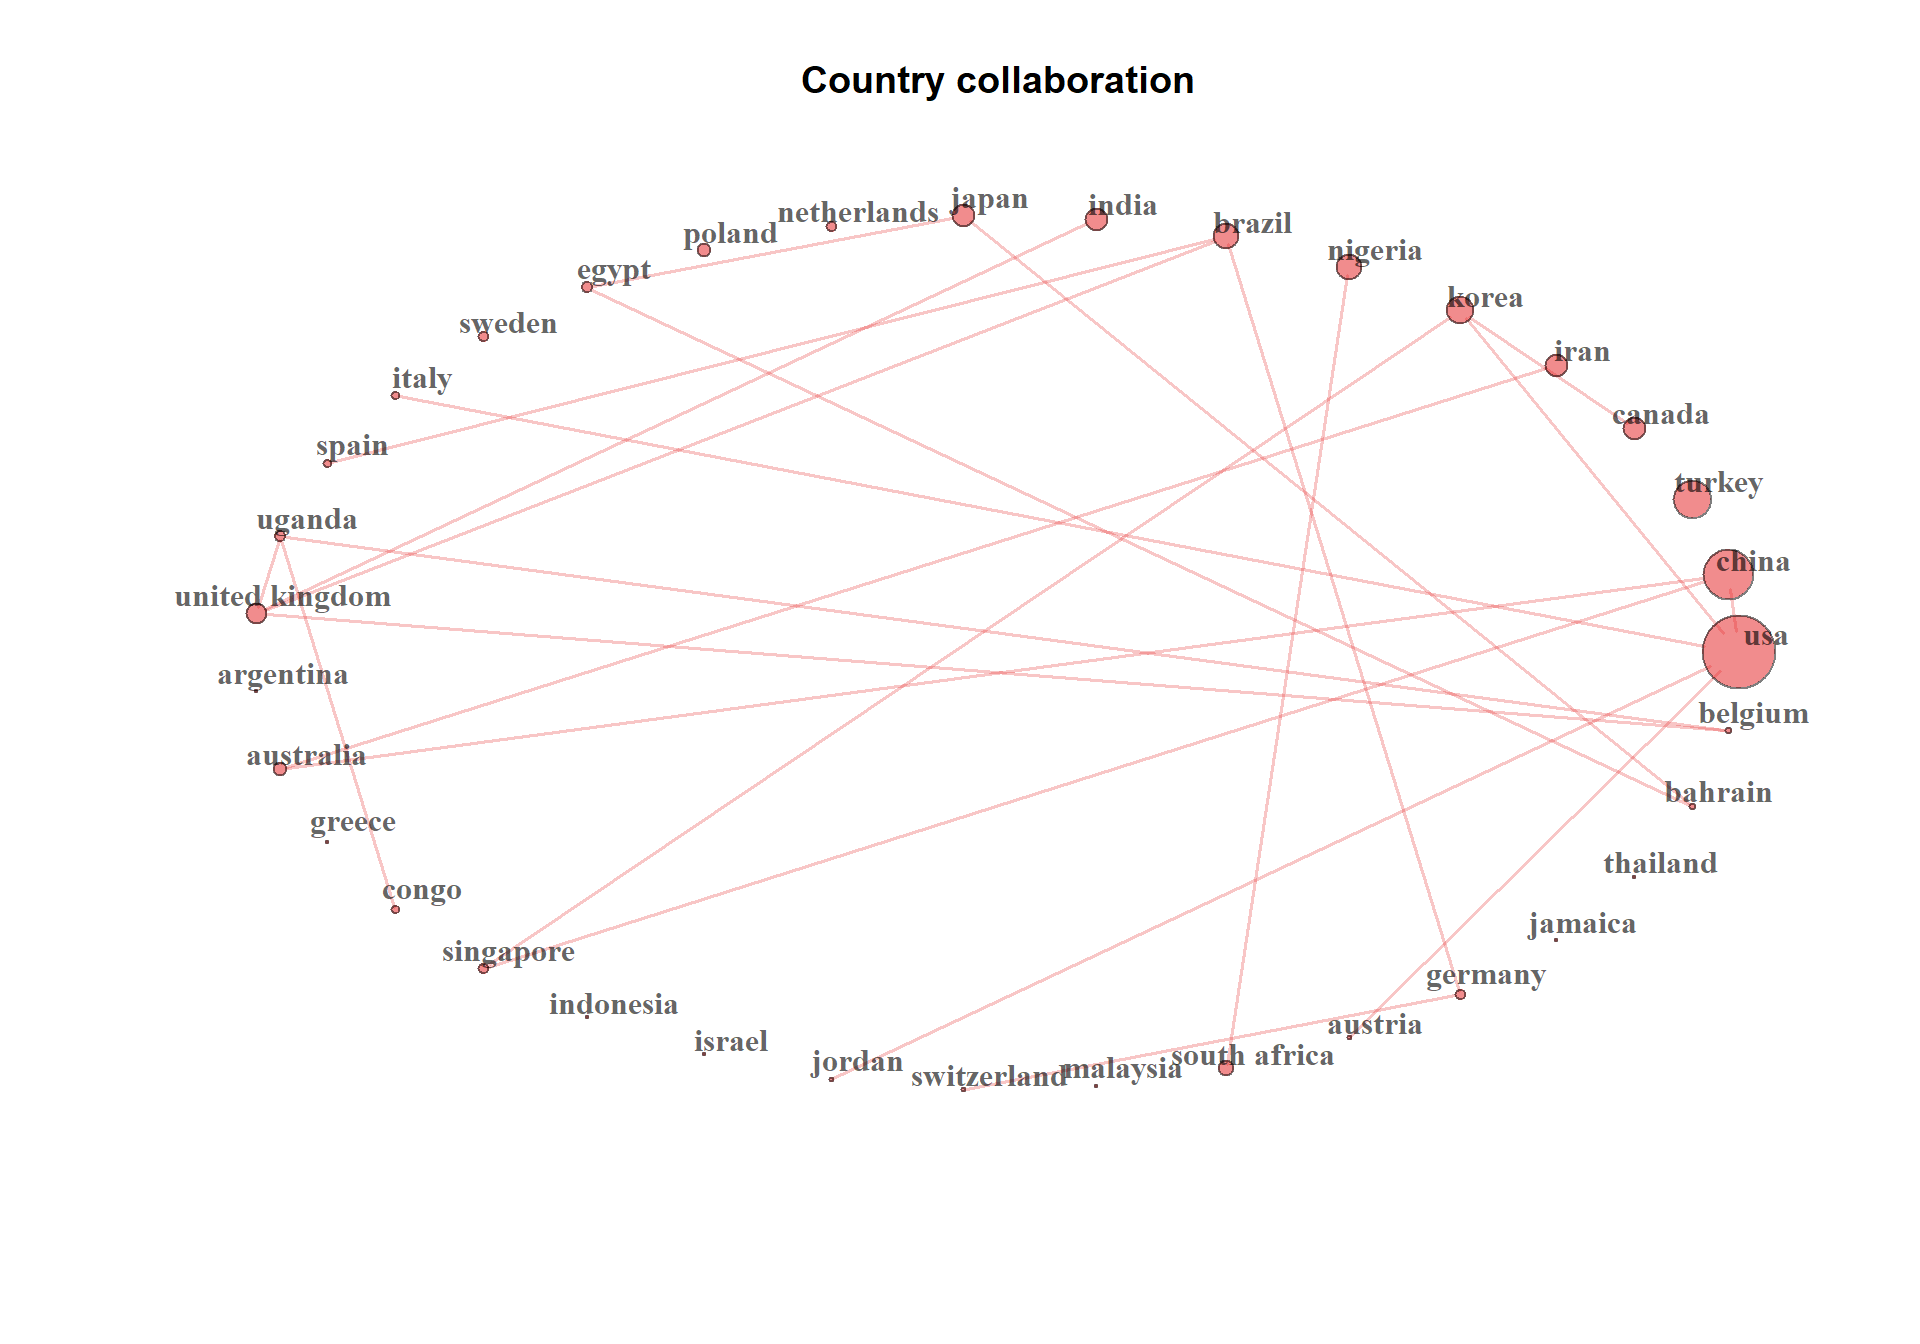 Country collaboration
japan
india
netherlands
brazil
poland
nigeria
egypt
korea
sweden
iran
italy
canada
spain
turkey
uganda
china
united kingdom
usa
argentina
belgium
australia
bahrain
greece
thailand
congo
jamaica
singapore
germany
indonesia
austria
israel
south africa
jordan
malaysia
switzerland